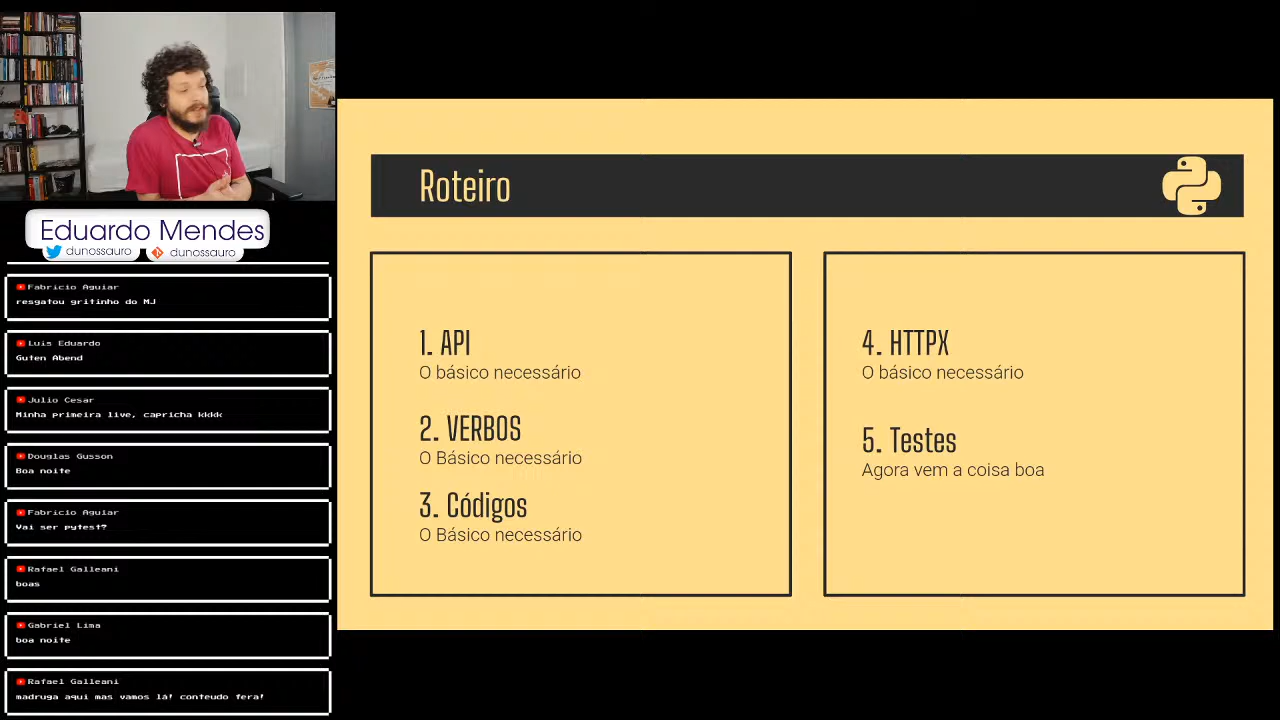 Eduardo Mendes
dunossauro
dunossauro
Fabricio Aguiar
resgatou gritinho do MJ
Luis Eduardo
Guten Abend
Julio Cesar
Minha primeira live, capricha kkkk
Douglas Gusson
Boa noite
Fabricio Aguiar
Vai ser pytest?
Rafael Galleani
boas
Gabriel Lima
boa noite
Rafael Galleani
madruga aqui mas vamos lá! conteudo fera!
Roteiro
1. API
O básico necessário
2. VERBOS
O Básico necessário
3. Códigos
O Básico necessário
4. HTTPX
O básico necessário
5. Testes
Agora vem a coisa boa